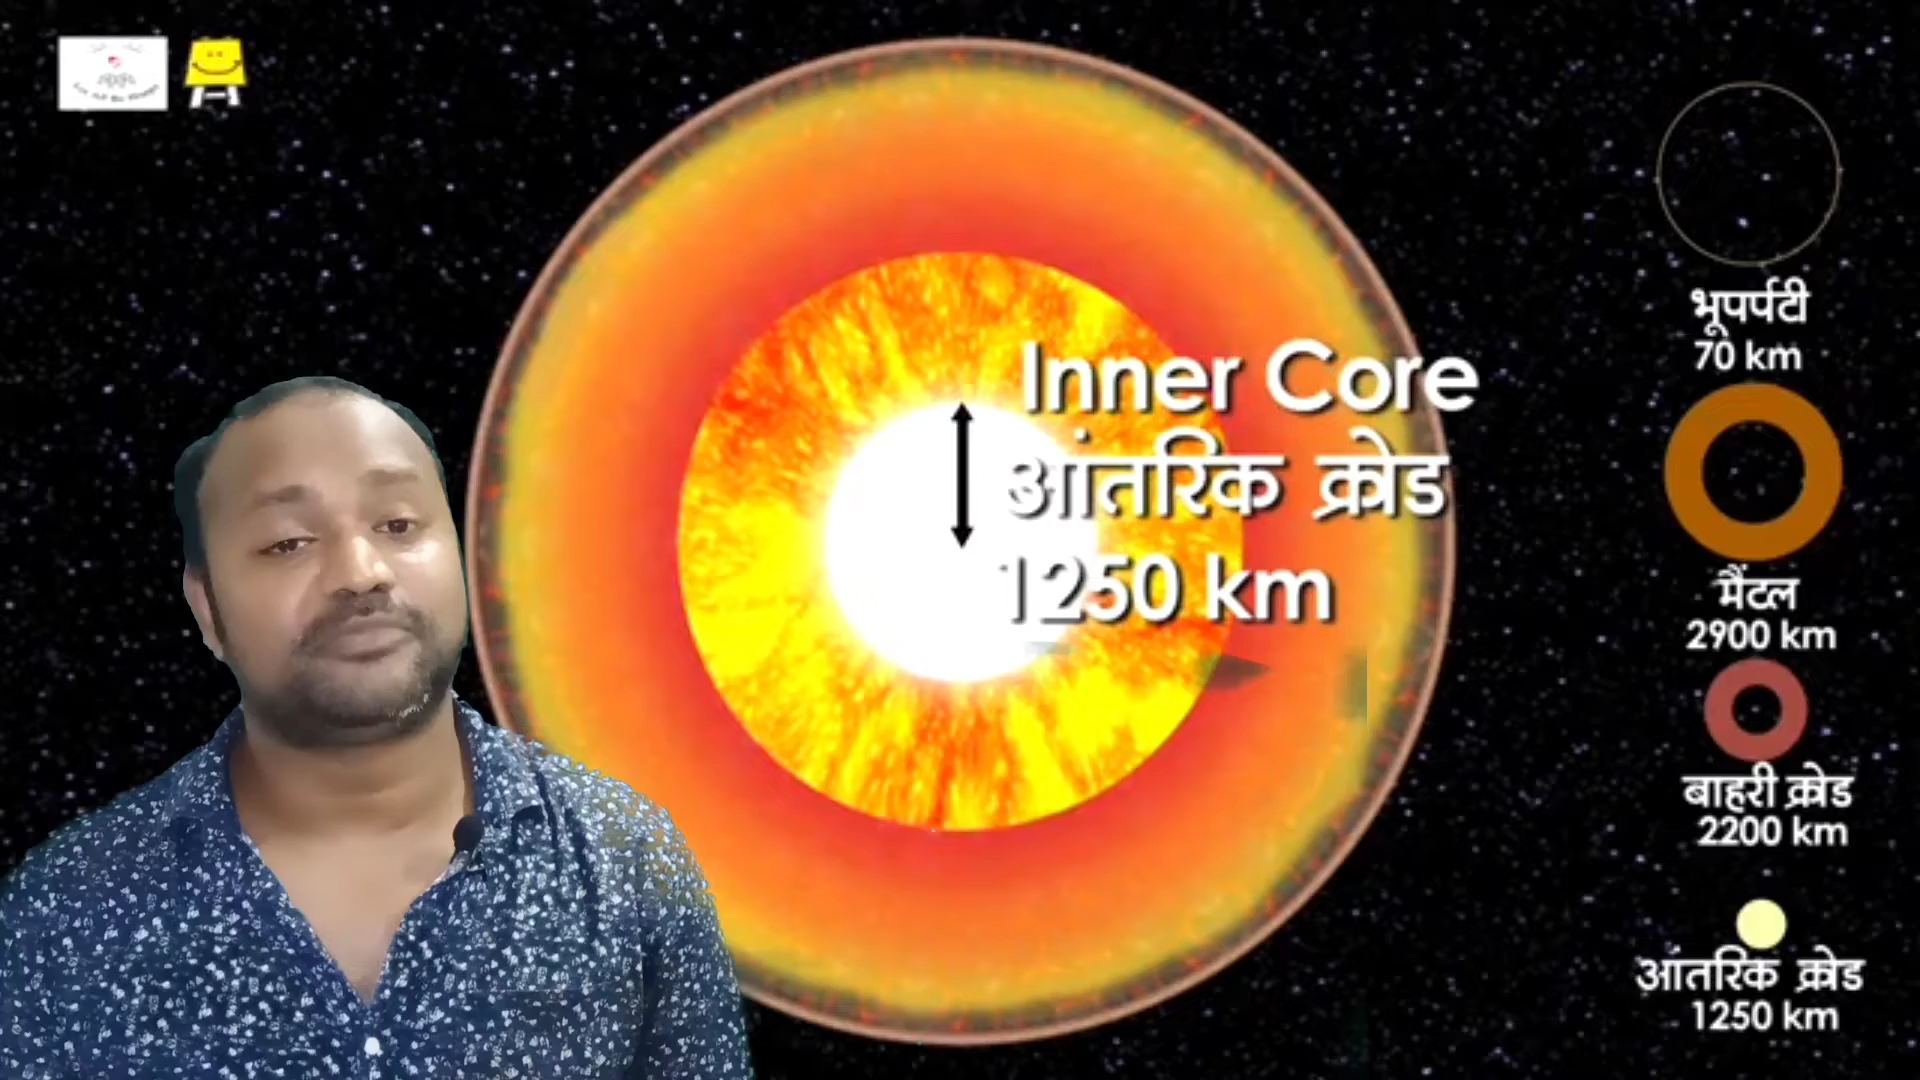 Inner Core
आंतरिक क्रोड
1250 km
भूपर्पटी
70 km
मैंटल
2900 km
बाहरी क्रोड
2200 km
आंतरिक क्रोड
1250 km